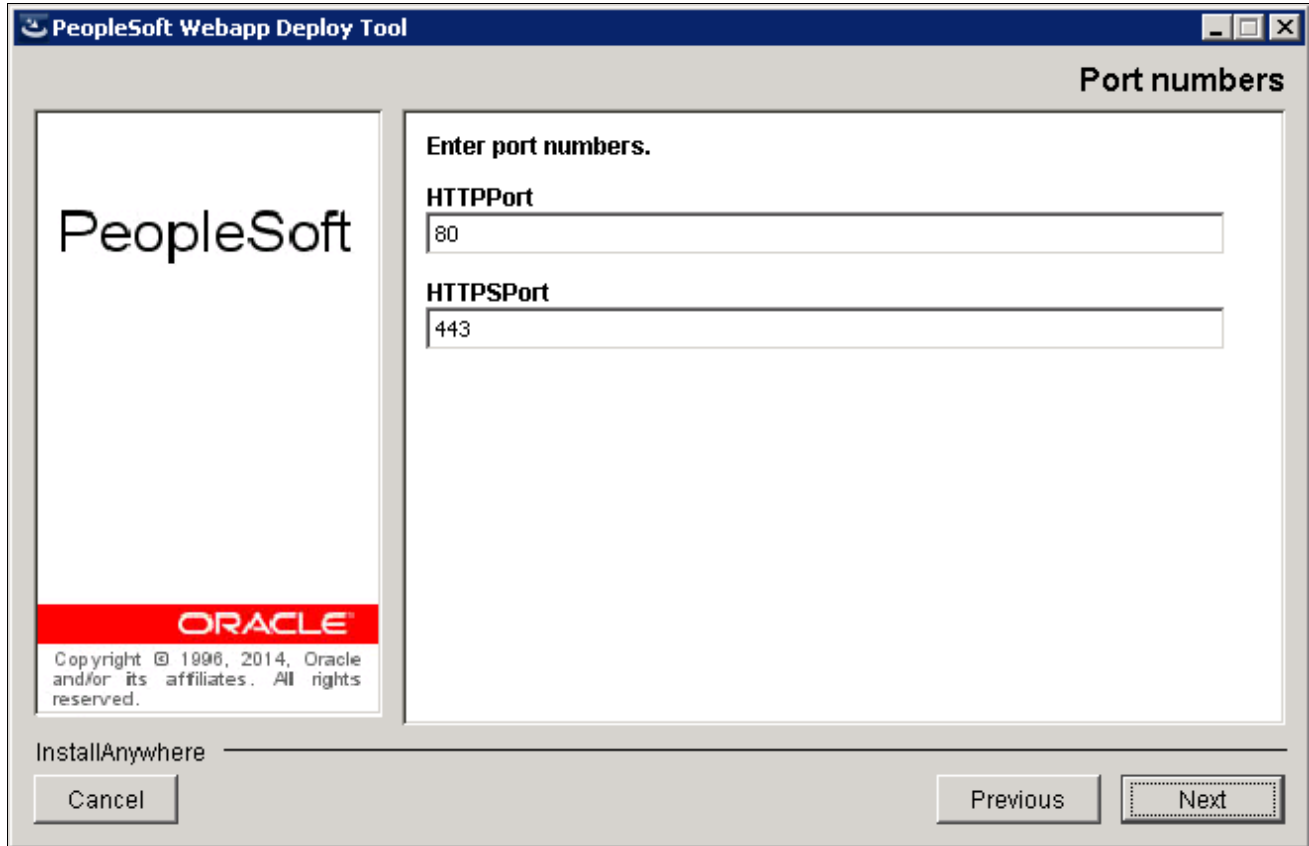 PeopleSoft Webapp Deploy Tool
Port numbers
PeopleSoft
ORACLE
Copyright © 1996, 2014, Oracle
and/or its affiliates. All rights
reserved.
Enter port numbers.
HTTPPort
80
HTTPSPort
443
InstallAnywhere
Cancel
Previous
Next